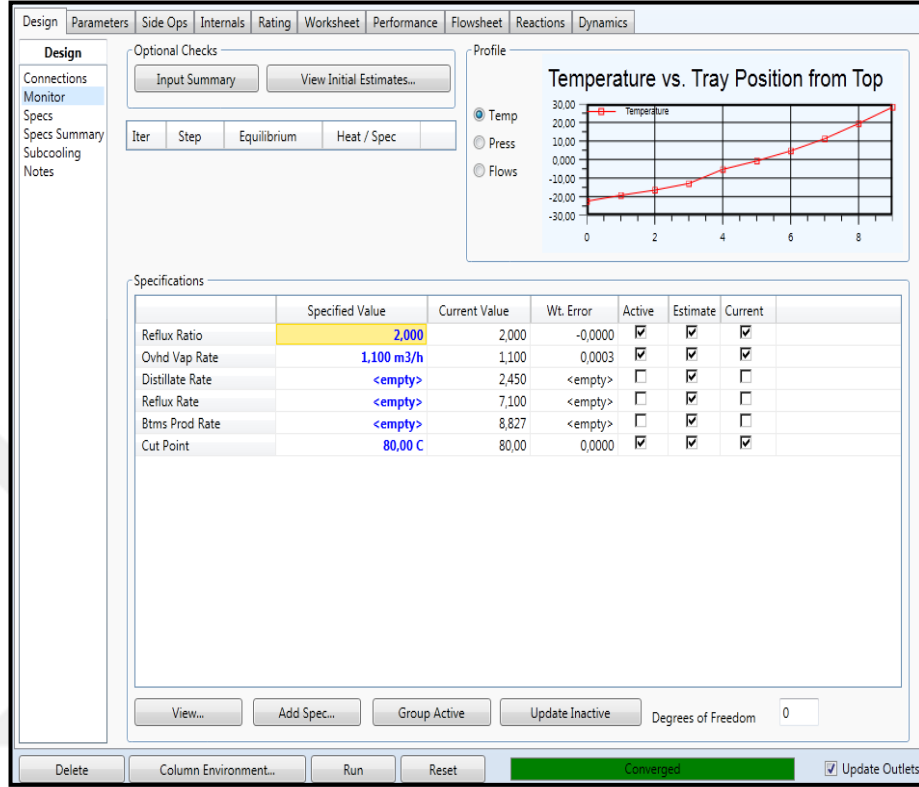 Design Parameters Side Ops Internals Rating Worksheet Performance Flowsheet Reactions Dynamics
Design
Connections
Monitor
Specs
Specs Summary
Subcooling
Notes
Optional Checks
Input Summary View Initial Estimates...
Iter Step Equilibrium Heat / Spec
Profile
Temp
Press
Flows
Temperature vs. Tray Position from Top
Temperature
30,00
20,00
10,00
0,000
-10,00
-20,00
-30,00
0 2 4 6 8
Specifications
Specified Value Current Value Wt. Error Active Estimate Current
Reflux Ratio 2,000 2,000 -0,0000
Ovhd Vap Rate 1,100 m3/h 1,100 0,0003
Distillate Rate <empty> 2,450 <empty>
Reflux Rate <empty> 7,100 <empty>
Btms Prod Rate <empty> 8,827 <empty>
Cut Point 80,00 C 80,00 0,0000
View... Add Spec... Group Active Update Inactive Degrees of Freedom 0
Delete Column Environment... Run Reset Converged Update Outlets